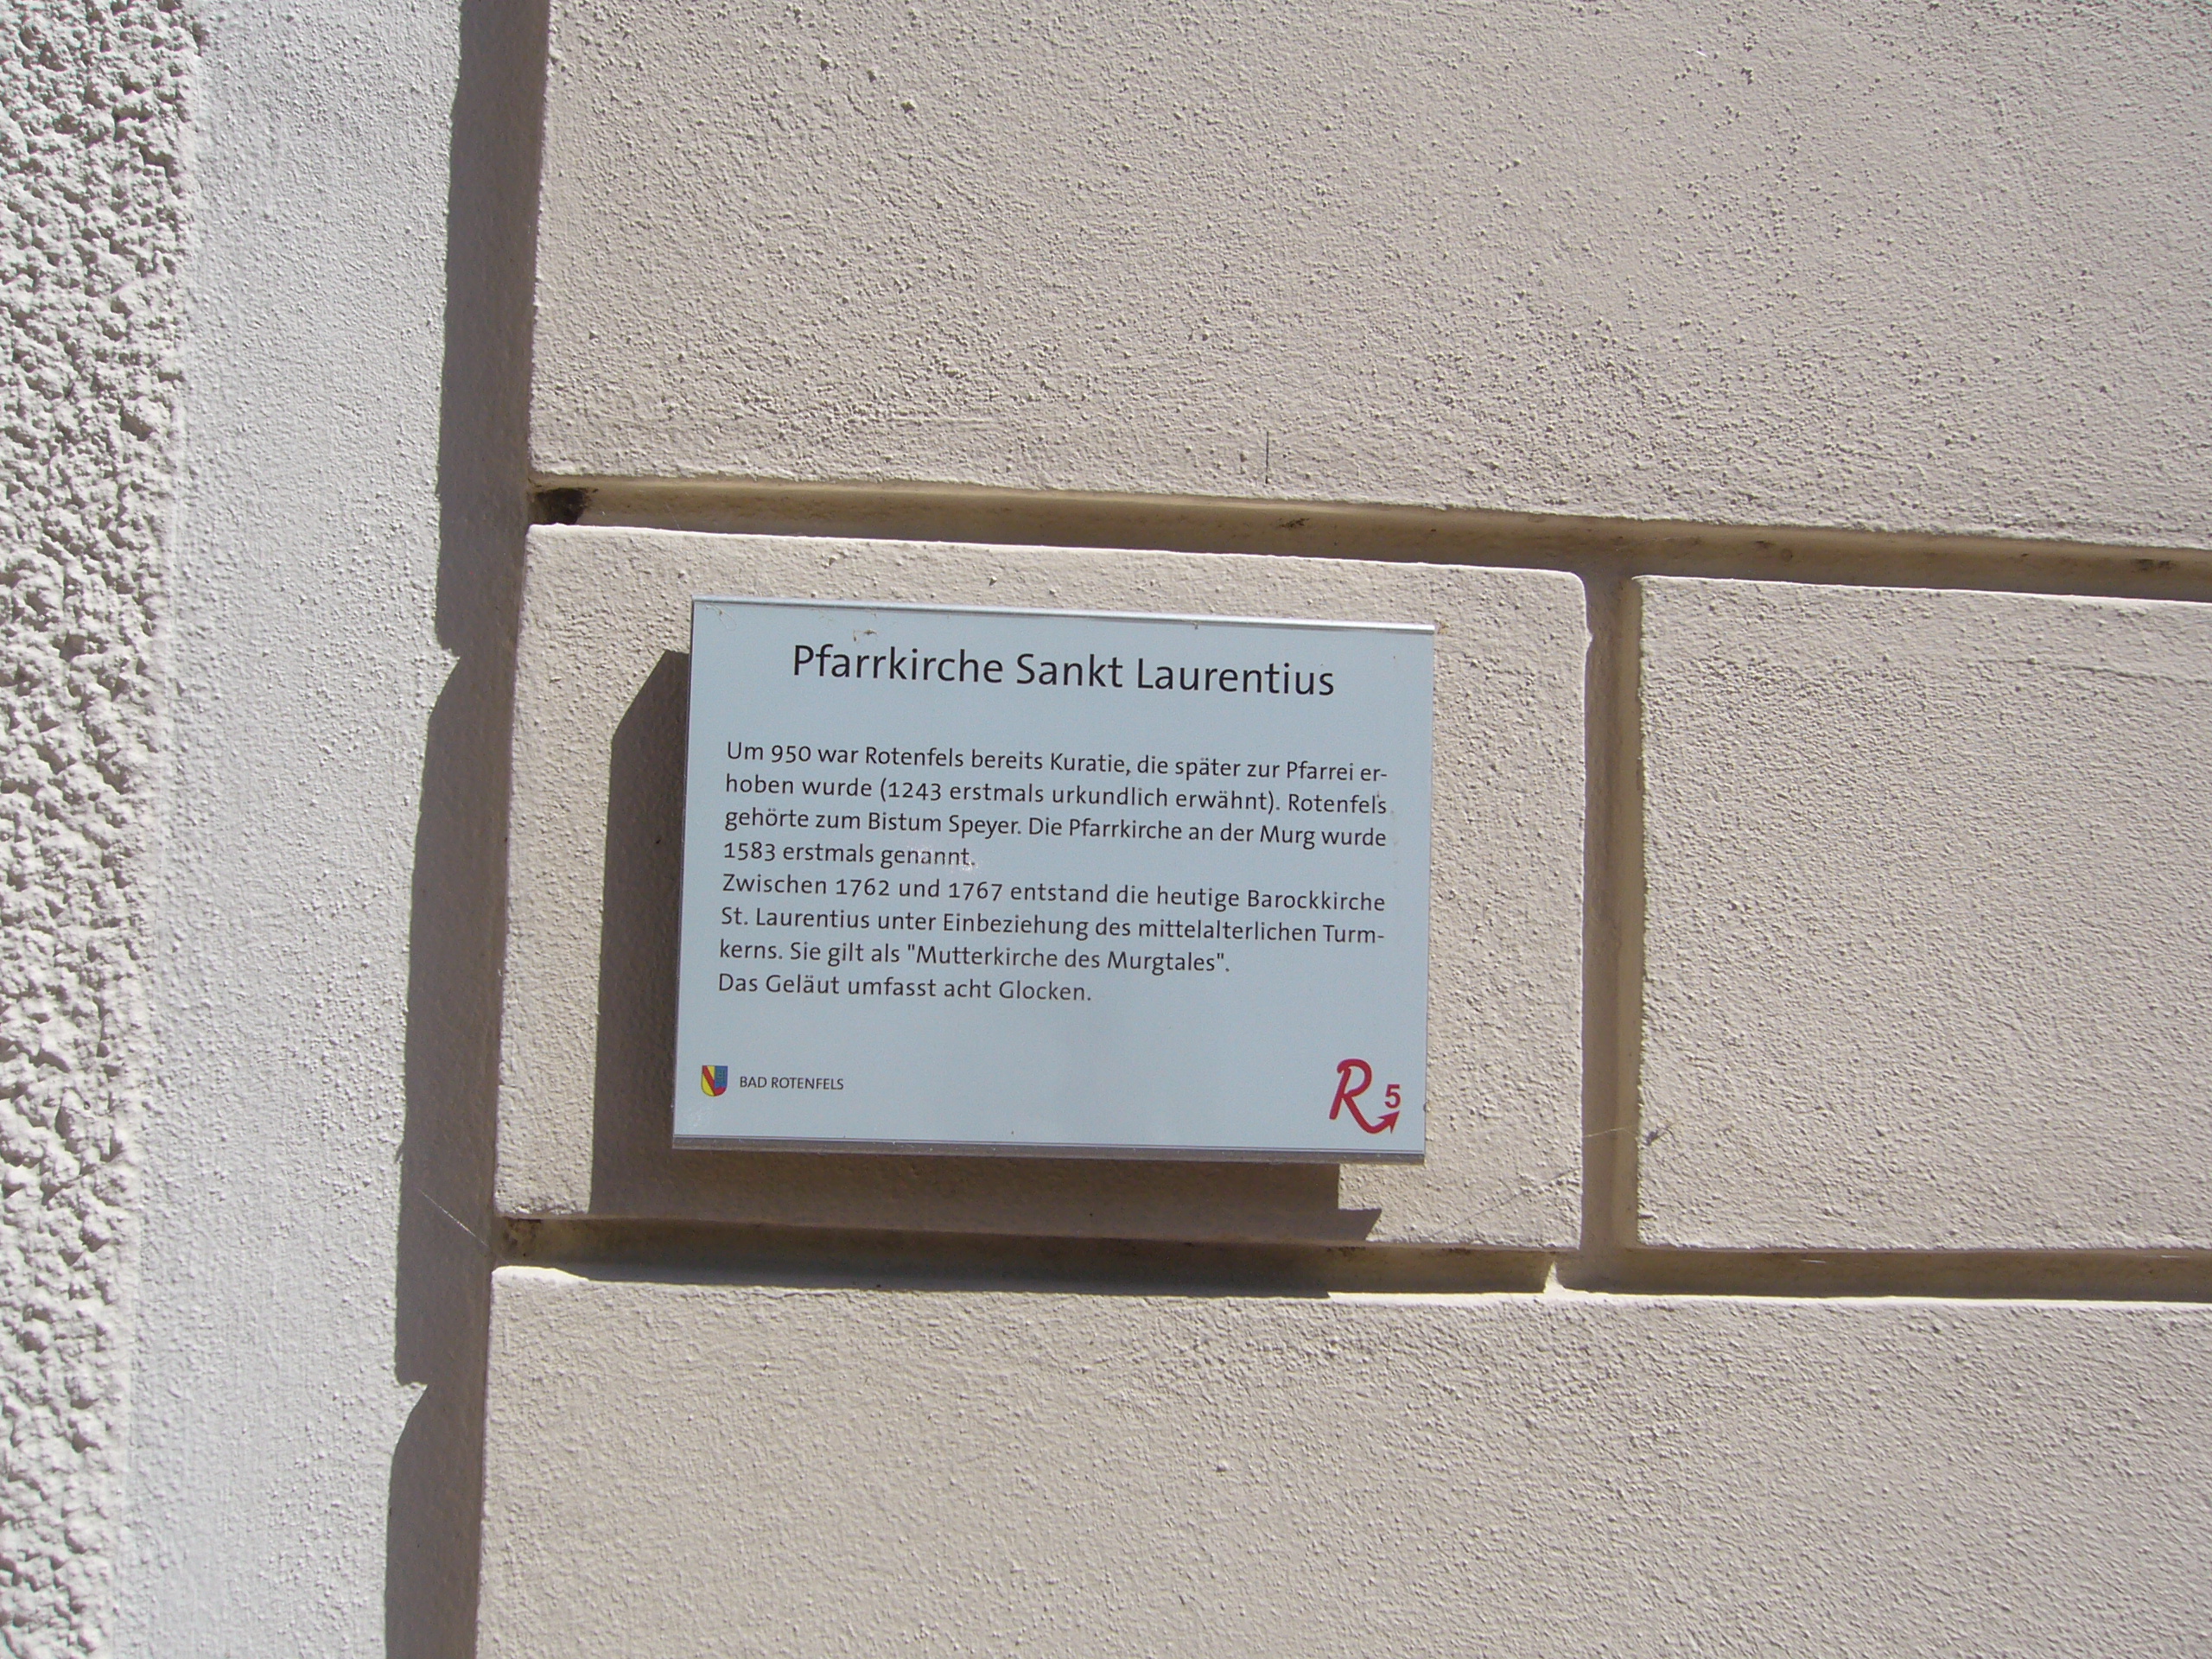 Pfarrkirche Sankt Laurentius
Um 950 war Rotenfels bereits Kuratie, die später zur Pfarrei er-
hoben wurde (1243 erstmals urkundlich erwähnt). Rotenfels
gehörte zum Bistum Speyer. Die Pfarrkirche an der Murg wurde
1583 erstmals genannt.
Zwischen 1762 und 1767 entstand die heutige Barockkirche
St. Laurentius unter Einbeziehung des mittelalterlichen Turm-
kerns. Sie gilt als "Mutterkirche des Murgtales".
Das Geläut umfasst acht Glocken.
BAD ROTENFELS
R 5